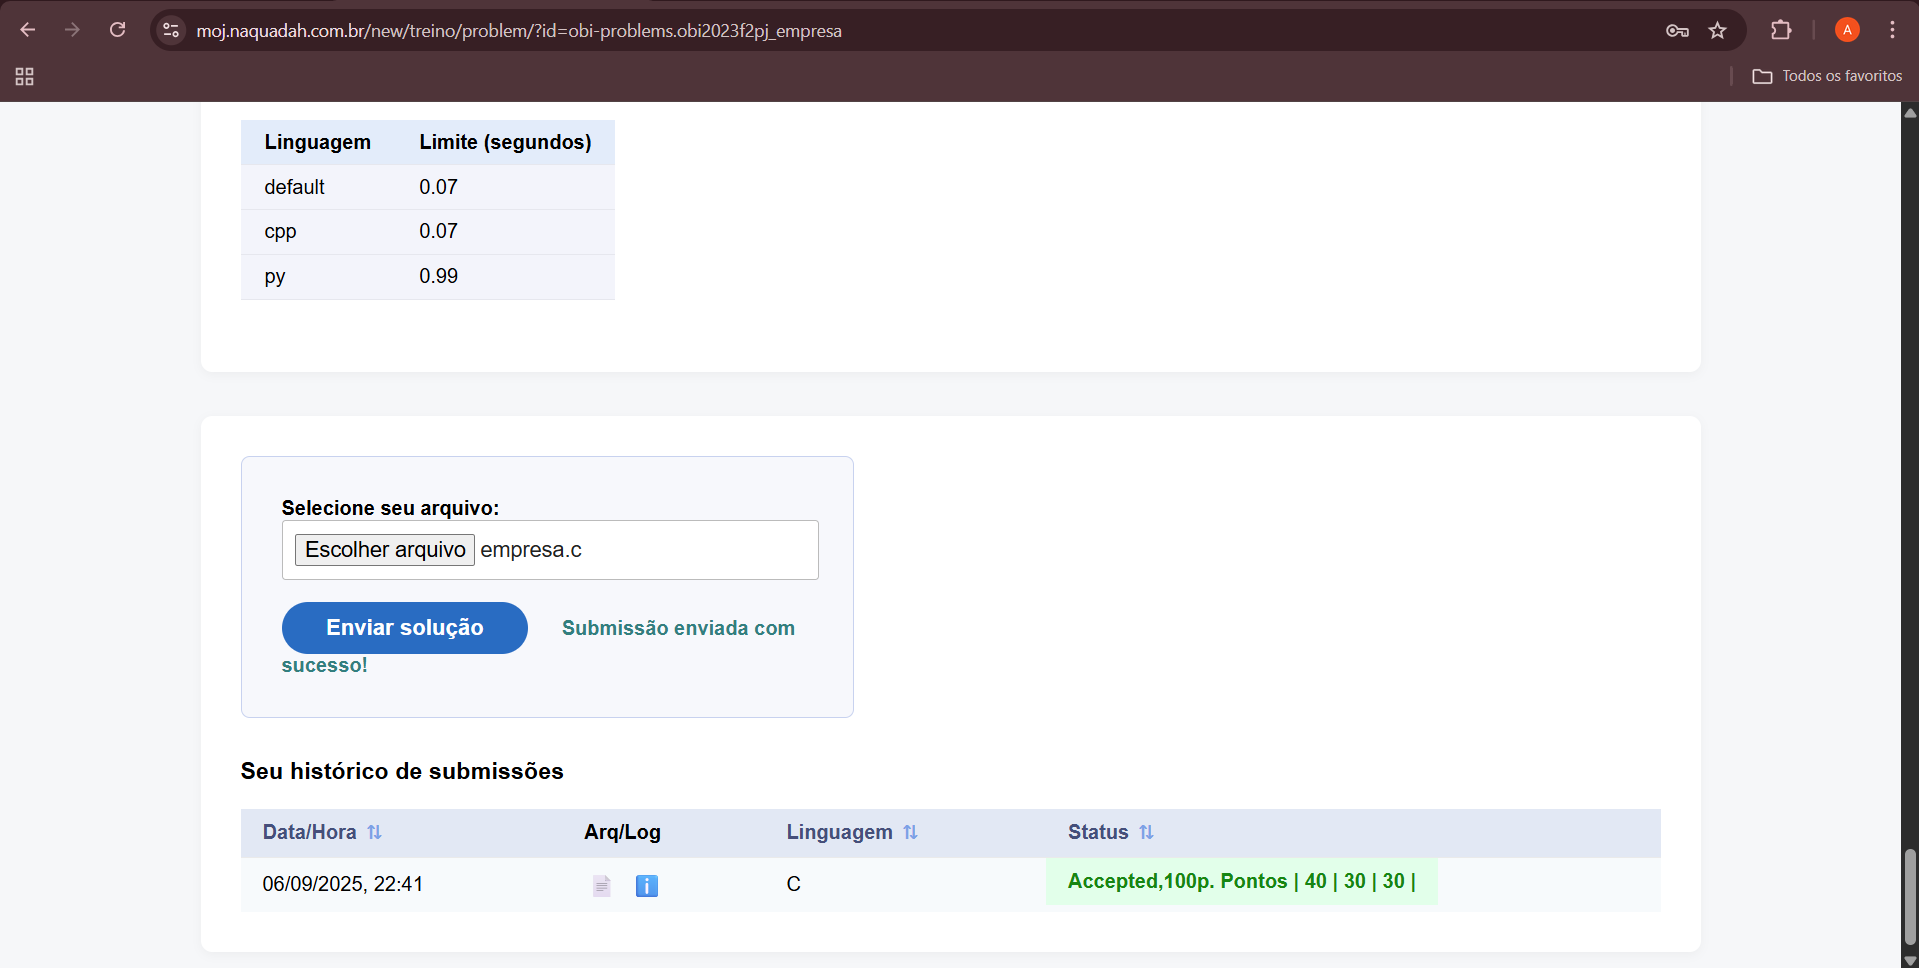 moj.naquadah.com.br/new/treino/problem/?id=obi-problems.obi2023f2pj_empresa
A
Todos os favoritos
Linguagem Limite (segundos)
default 0.07
cpp 0.07
py 0.99
Selecione seu arquivo:
Escolher arquivo empresa.c
Enviar solução Submissão enviada com
sucesso!
Seu histórico de submissões
Data/Hora Arq/Log Linguagem Status
06/09/2025, 22:41 C Accepted,100p. Pontos | 40 | 30 | 30 |